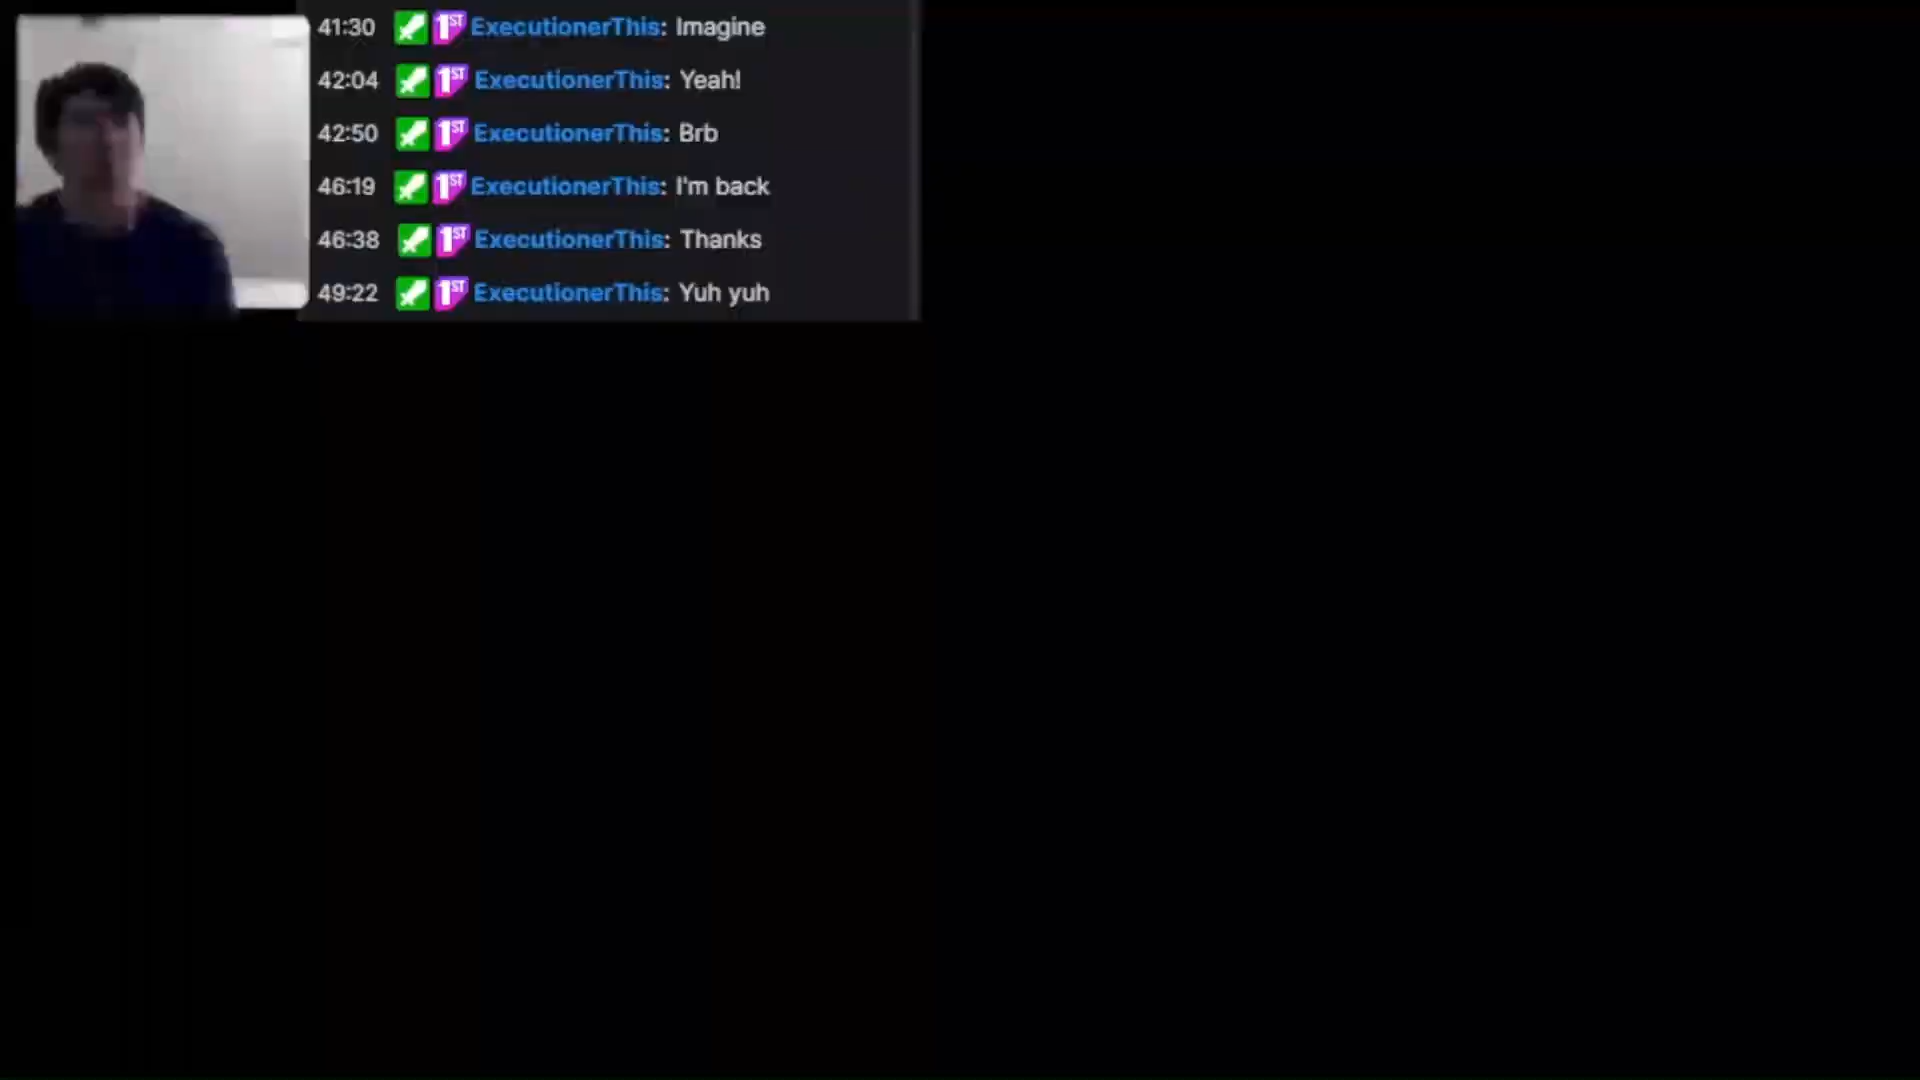 41:30 1ST ExecutionerThis: Imagine
42:04 1ST ExecutionerThis: Yeah!
42:50 1ST ExecutionerThis: Brb
46:19 1ST ExecutionerThis: I'm back
46:38 1ST ExecutionerThis: Thanks
49:22 1ST ExecutionerThis: Yuh yuh